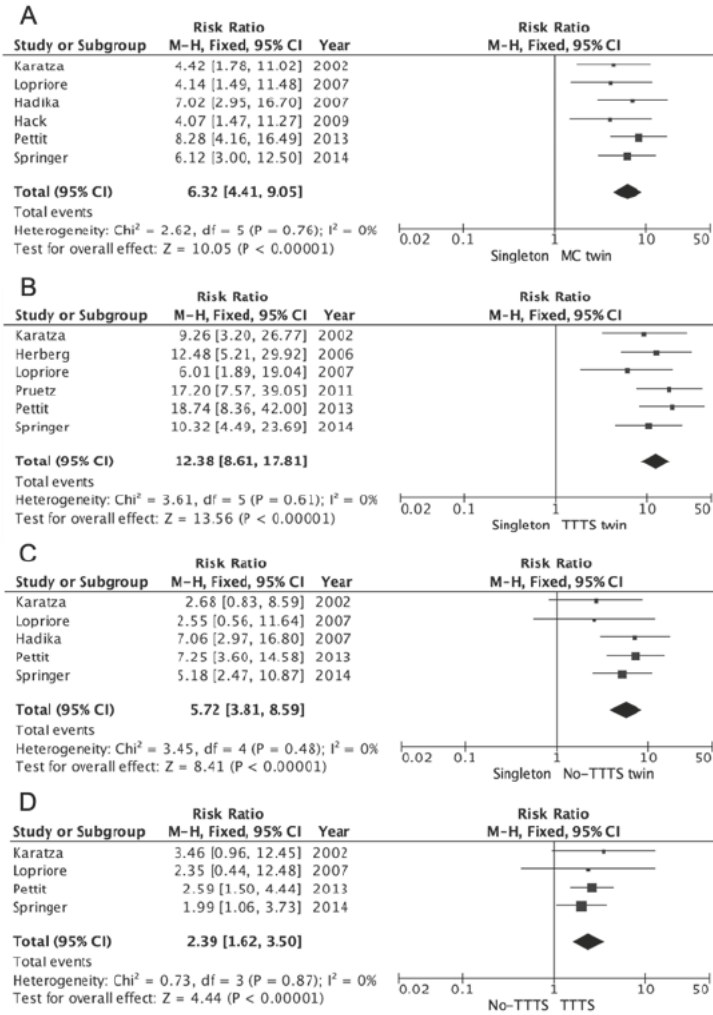 A
Risk Ratio Risk Ratio
Study or Subgroup M-H, Fixed, 95% CI Year M-H, Fixed, 95% CI
Karatza 4.42 [1.78, 11.02] 2002
Lopriore 4.14 [1.49, 11.48] 2007
Hadika 7.02 [2.95, 16.70] 2007
Hack 4.07 [1.47, 11.27] 2009
Pettit 8.28 [4.16, 16.49] 2013
Springer 6.12 [3.00, 12.50] 2014
Total (95% CI) 6.32 [4.41, 9.05]
Total events
Heterogeneity: Chi² = 2.62, df = 5 (P = 0.76); I² = 0%
Test for overall effect: Z = 10.05 (P < 0.00001)
0.02 0.1 1 10 50
Singleton MC twin
B
Risk Ratio Risk Ratio
Study or Subgroup M-H, Fixed, 95% CI Year M-H, Fixed, 95% CI
Karatza 9.26 [3.20, 26.77] 2002
Herberg 12.48 [5.21, 29.92] 2006
Lopriore 6.01 [1.89, 19.04] 2007
Pruetz 17.20 [7.57, 39.05] 2011
Pettit 18.74 [8.36, 42.00] 2013
Springer 10.32 [4.49, 23.69] 2014
Total (95% CI) 12.38 [8.61, 17.81]
Total events
Heterogeneity: Chi² = 3.61, df = 5 (P = 0.61); I² = 0%
Test for overall effect: Z = 13.56 (P < 0.00001)
0.02 0.1 1 10 50
Singleton TTTS twin
C
Risk Ratio Risk Ratio
Study or Subgroup M-H, Fixed, 95% CI Year M-H, Fixed, 95% CI
Karatza 2.68 [0.83, 8.59] 2002
Lopriore 2.55 [0.56, 11.64] 2007
Hadika 7.06 [2.97, 16.80] 2007
Pettit 7.25 [3.60, 14.58] 2013
Springer 5.18 [2.47, 10.87] 2014
Total (95% CI) 5.72 [3.81, 8.59]
Total events
Heterogeneity: Chi² = 3.45, df = 4 (P = 0.48); I² = 0%
Test for overall effect: Z = 8.41 (P < 0.00001)
0.02 0.1 1 10 50
Singleton No-TTTS twin
D
Risk Ratio Risk Ratio
Study or Subgroup M-H, Fixed, 95% CI Year M-H, Fixed, 95% CI
Karatza 3.46 [0.96, 12.45] 2002
Lopriore 2.35 [0.44, 12.48] 2007
Pettit 2.59 [1.50, 4.44] 2013
Springer 1.99 [1.06, 3.73] 2014
Total (95% CI) 2.39 [1.62, 3.50]
Total events
Heterogeneity: Chi² = 0.73, df = 3 (P = 0.87); I² = 0%
Test for overall effect: Z = 4.44 (P < 0.00001)
0.02 0.1 1 10 50
No-TTTS TTTS